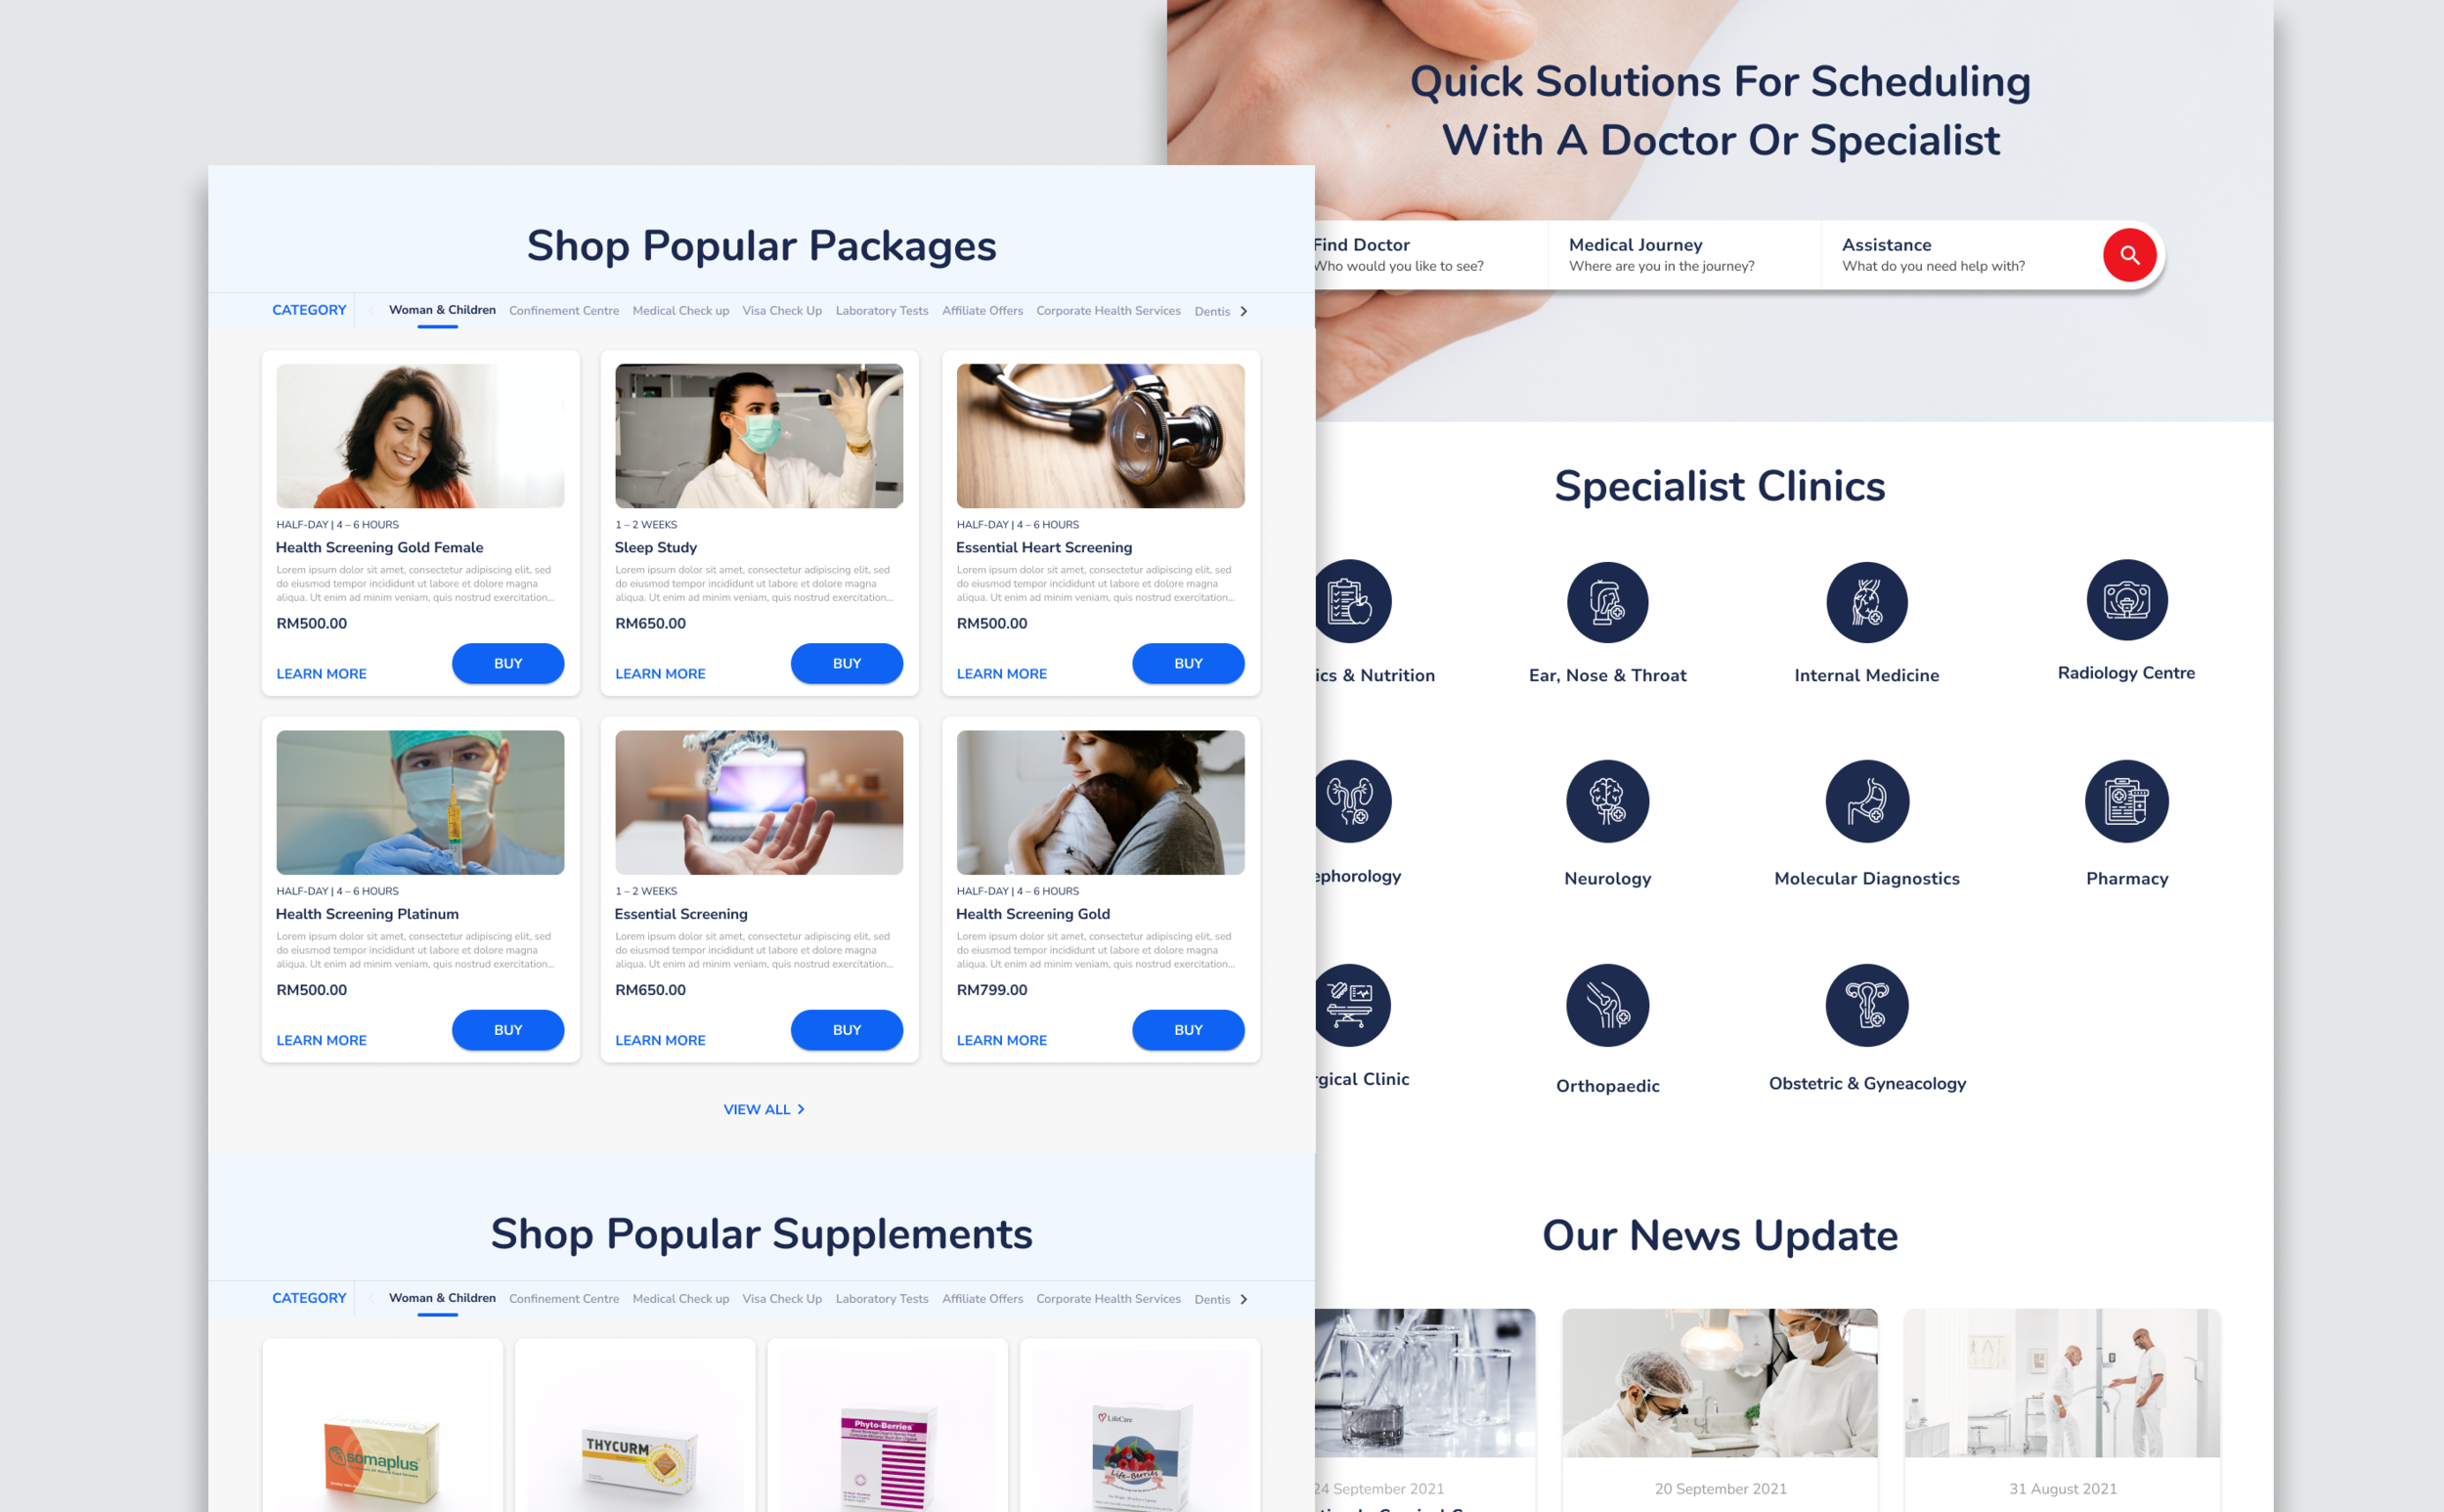 Quick Solutions For Scheduling
With A Doctor Or Specialist
Find Doctor
Who would you like to see?
Medical Journey
Where are you in the journey?
Assistance
What do you need help with?
Shop Popular Packages
CATEGORY
Woman & Children
Confinement Centre
Medical Check up
Visa Check Up
Laboratory Tests
Affiliate Offers
Corporate Health Services
Dentis
HALF-DAY | 4 – 6 HOURS
Health Screening Gold Female
Lorem ipsum dolor sit amet, consectetur adipiscing elit, sed
do eiusmod tempor incididunt ut labore et dolore magna
aliqua. Ut enim ad minim veniam, quis nostrud exercitation...
RM500.00
LEARN MORE
BUY
1 – 2 WEEKS
Sleep Study
Lorem ipsum dolor sit amet, consectetur adipiscing elit, sed
do eiusmod tempor incididunt ut labore et dolore magna
aliqua. Ut enim ad minim veniam, quis nostrud exercitation...
RM650.00
LEARN MORE
BUY
HALF-DAY | 4 – 6 HOURS
Essential Heart Screening
Lorem ipsum dolor sit amet, consectetur adipiscing elit, sed
do eiusmod tempor incididunt ut labore et dolore magna
aliqua. Ut enim ad minim veniam, quis nostrud exercitation...
RM500.00
LEARN MORE
BUY
HALF-DAY | 4 – 6 HOURS
Health Screening Platinum
Lorem ipsum dolor sit amet, consectetur adipiscing elit, sed
do eiusmod tempor incididunt ut labore et dolore magna
aliqua. Ut enim ad minim veniam, quis nostrud exercitation...
RM500.00
LEARN MORE
BUY
1 – 2 WEEKS
Essential Screening
Lorem ipsum dolor sit amet, consectetur adipiscing elit, sed
do eiusmod tempor incididunt ut labore et dolore magna
aliqua. Ut enim ad minim veniam, quis nostrud exercitation...
RM650.00
LEARN MORE
BUY
HALF-DAY | 4 – 6 HOURS
Health Screening Gold
Lorem ipsum dolor sit amet, consectetur adipiscing elit, sed
do eiusmod tempor incididunt ut labore et dolore magna
aliqua. Ut enim ad minim veniam, quis nostrud exercitation...
RM799.00
LEARN MORE
BUY
VIEW ALL
Shop Popular Supplements
CATEGORY
Woman & Children
Confinement Centre
Medical Check up
Visa Check Up
Laboratory Tests
Affiliate Offers
Corporate Health Services
Dentis
somaplus
THYCURM
Phyto-Berries
LifeCare
Life-Berries
Specialist Clinics
ics & Nutrition
Ear, Nose & Throat
Internal Medicine
Radiology Centre
ephorology
Neurology
Molecular Diagnostics
Pharmacy
rgical Clinic
Orthopaedic
Obstetric & Gyneacology
Our News Update
24 September 2021
20 September 2021
31 August 2021